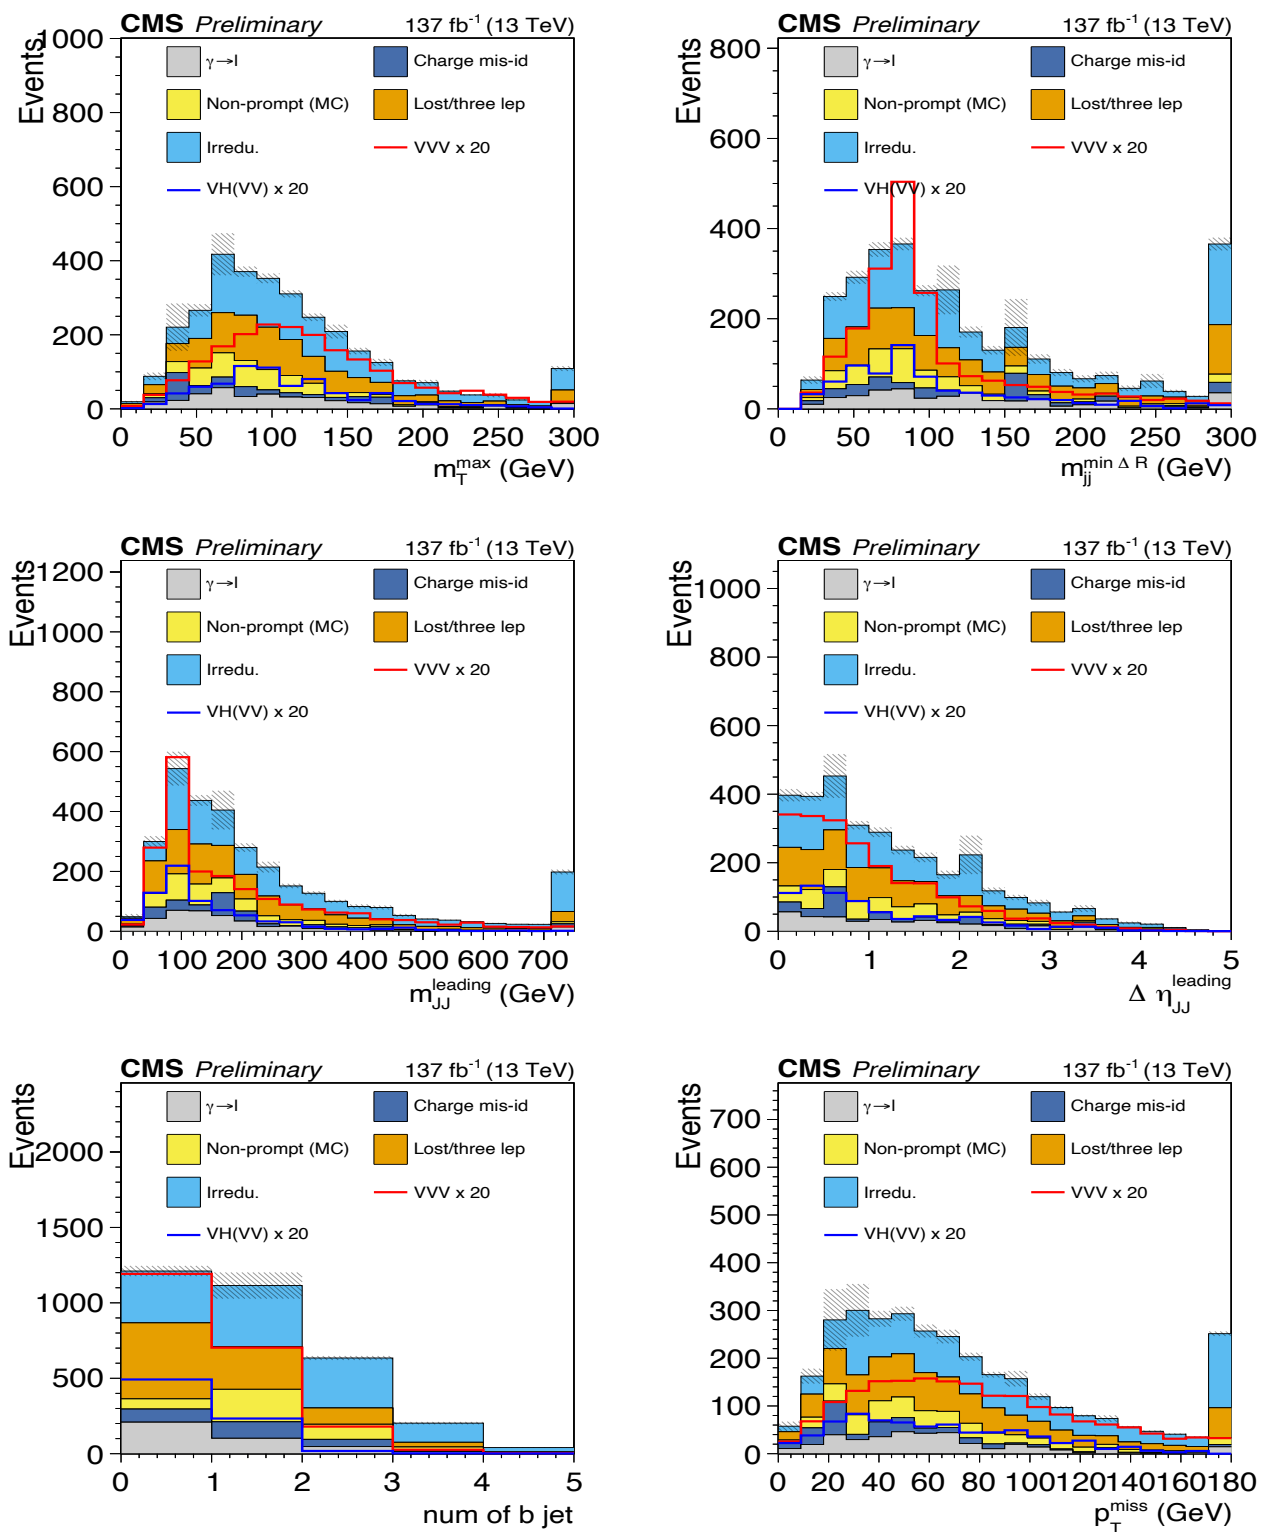 CMS Preliminary 137 fb⁻¹ (13 TeV)
Events
γ→l
Charge mis-id
Non-prompt (MC)
Lost/three lep
Irredu.
VVV x 20
VH(VV) x 20
1000
800
600
400
200
0
0 50 100 150 200 250 300
m_T^max (GeV)
CMS Preliminary 137 fb⁻¹ (13 TeV)
Events
γ→l
Charge mis-id
Non-prompt (MC)
Lost/three lep
Irredu.
VVV x 20
VH(VV) x 20
800
600
400
200
0
0 50 100 150 200 250 300
m_jj^min Δ R (GeV)
CMS Preliminary 137 fb⁻¹ (13 TeV)
Events
γ→l
Charge mis-id
Non-prompt (MC)
Lost/three lep
Irredu.
VVV x 20
VH(VV) x 20
1200
1000
800
600
400
200
0
0 100 200 300 400 500 600 700
m_JJ^leading (GeV)
CMS Preliminary 137 fb⁻¹ (13 TeV)
Events
γ→l
Charge mis-id
Non-prompt (MC)
Lost/three lep
Irredu.
VVV x 20
VH(VV) x 20
1000
800
600
400
200
0
0 1 2 3 4 5
Δ η_JJ^leading
CMS Preliminary 137 fb⁻¹ (13 TeV)
Events
γ→l
Charge mis-id
Non-prompt (MC)
Lost/three lep
Irredu.
VVV x 20
VH(VV) x 20
2000
1500
1000
500
0
0 1 2 3 4 5
num of b jet
CMS Preliminary 137 fb⁻¹ (13 TeV)
Events
γ→l
Charge mis-id
Non-prompt (MC)
Lost/three lep
Irredu.
VVV x 20
VH(VV) x 20
700
600
500
400
300
200
100
0
0 20 40 60 80 100 120 140 160 180
p_T^miss (GeV)